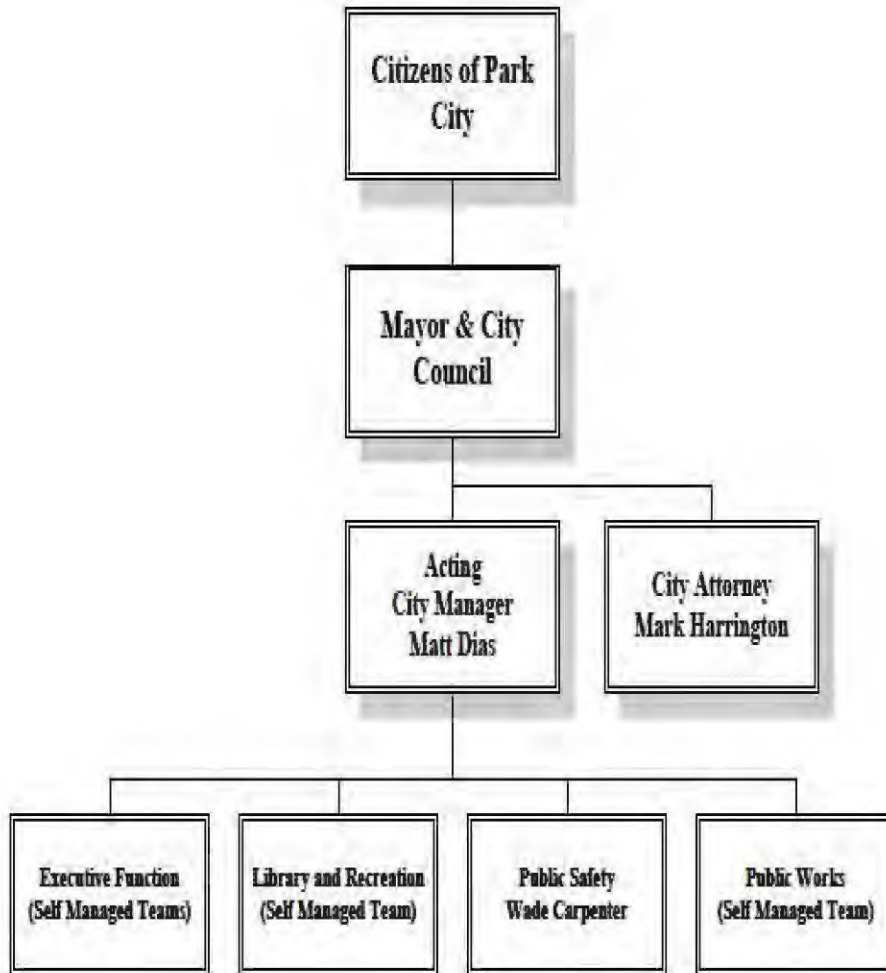 Citizens of Park
City
Mayor & City
Council
Acting
City Manager
Matt Dias
City Attorney
Mark Harrington
Executive Function
(Self Managed Teams)
Library and Recreation
(Self Managed Team)
Public Safety
Wade Carpenter
Public Works
(Self Managed Team)